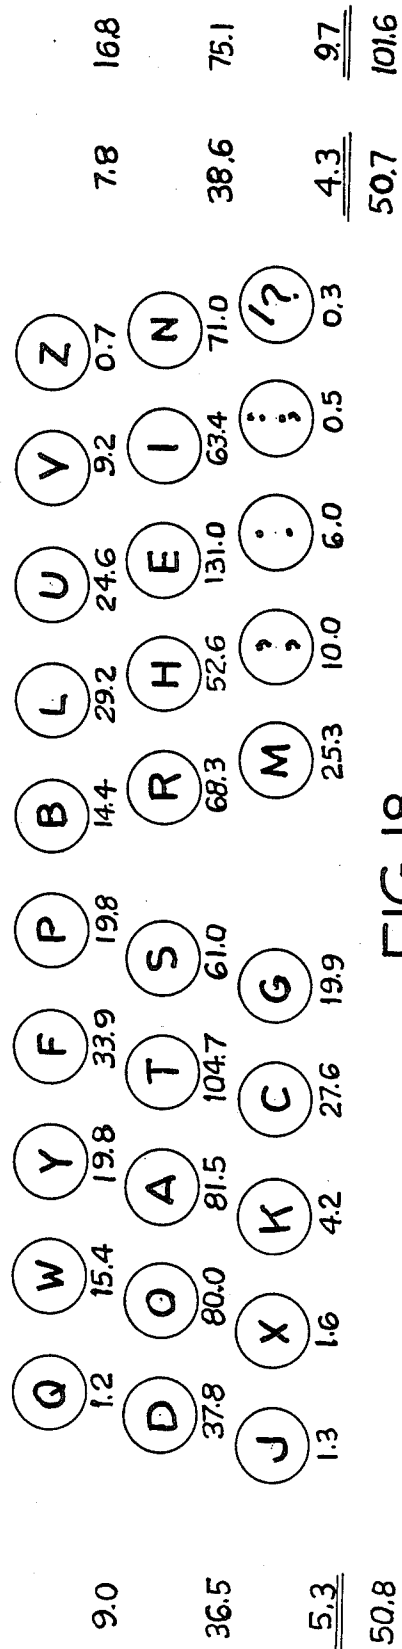 Q W Y F P B L U V Z
9.0 1.2 15.4 19.8 33.9 19.8 14.4 29.2 24.6 9.2 0.7 7.8 16.8
D O A T S R H E I N
36.5 37.8 80.0 81.5 104.7 61.0 68.3 52.6 131.0 63.4 71.0 38.6 75.1
J X K C G M , . ; : /?
5.3 1.3 1.6 4.2 27.6 19.9 25.3 10.0 6.0 0.5 0.3 4.3 9.7
50.8 50.7 101.6
FIG. 18